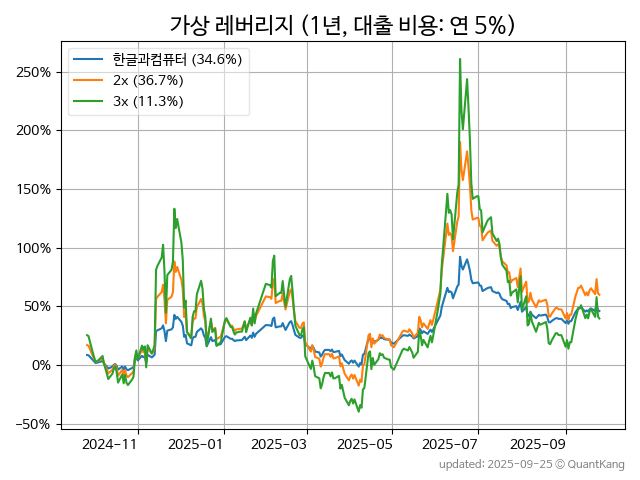 가상 레버리지 (1년, 대출 비용: 연 5%)
한글과컴퓨터 (34.6%)
2x (36.7%)
3x (11.3%)
250%
200%
150%
100%
50%
0%
−50%
2024-11
2025-01
2025-03
2025-05
2025-07
2025-09
updated: 2025-09-25 © QuantKang